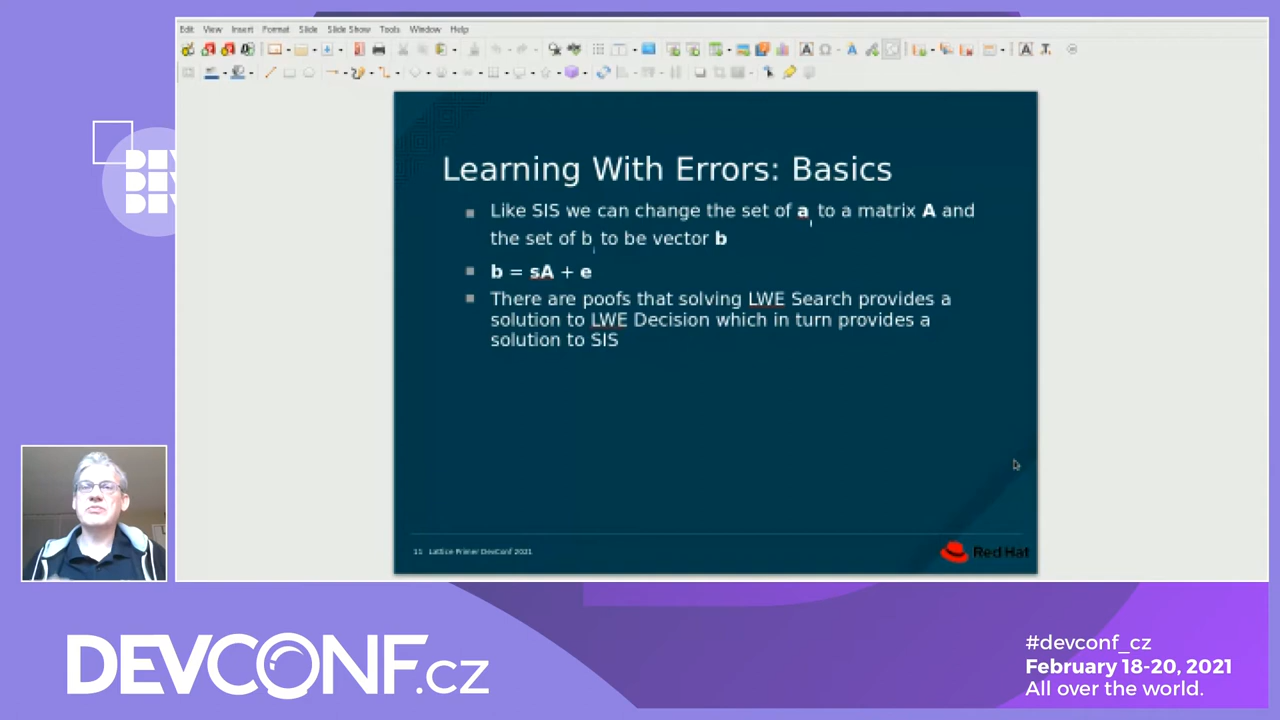 Edit View Insert Format Slide Slide Show Tools Window Help
Learning With Errors: Basics
Like SIS we can change the set of aᵢ to a matrix A and
the set of bᵢ to be vector b
b = sA + e
There are poofs that solving LWE Search provides a
solution to LWE Decision which in turn provides a
solution to SIS
11 Lattice Primer DevConf 2021
Red Hat
DEVCONF.cz
#devconf_cz
February 18-20, 2021
All over the world.